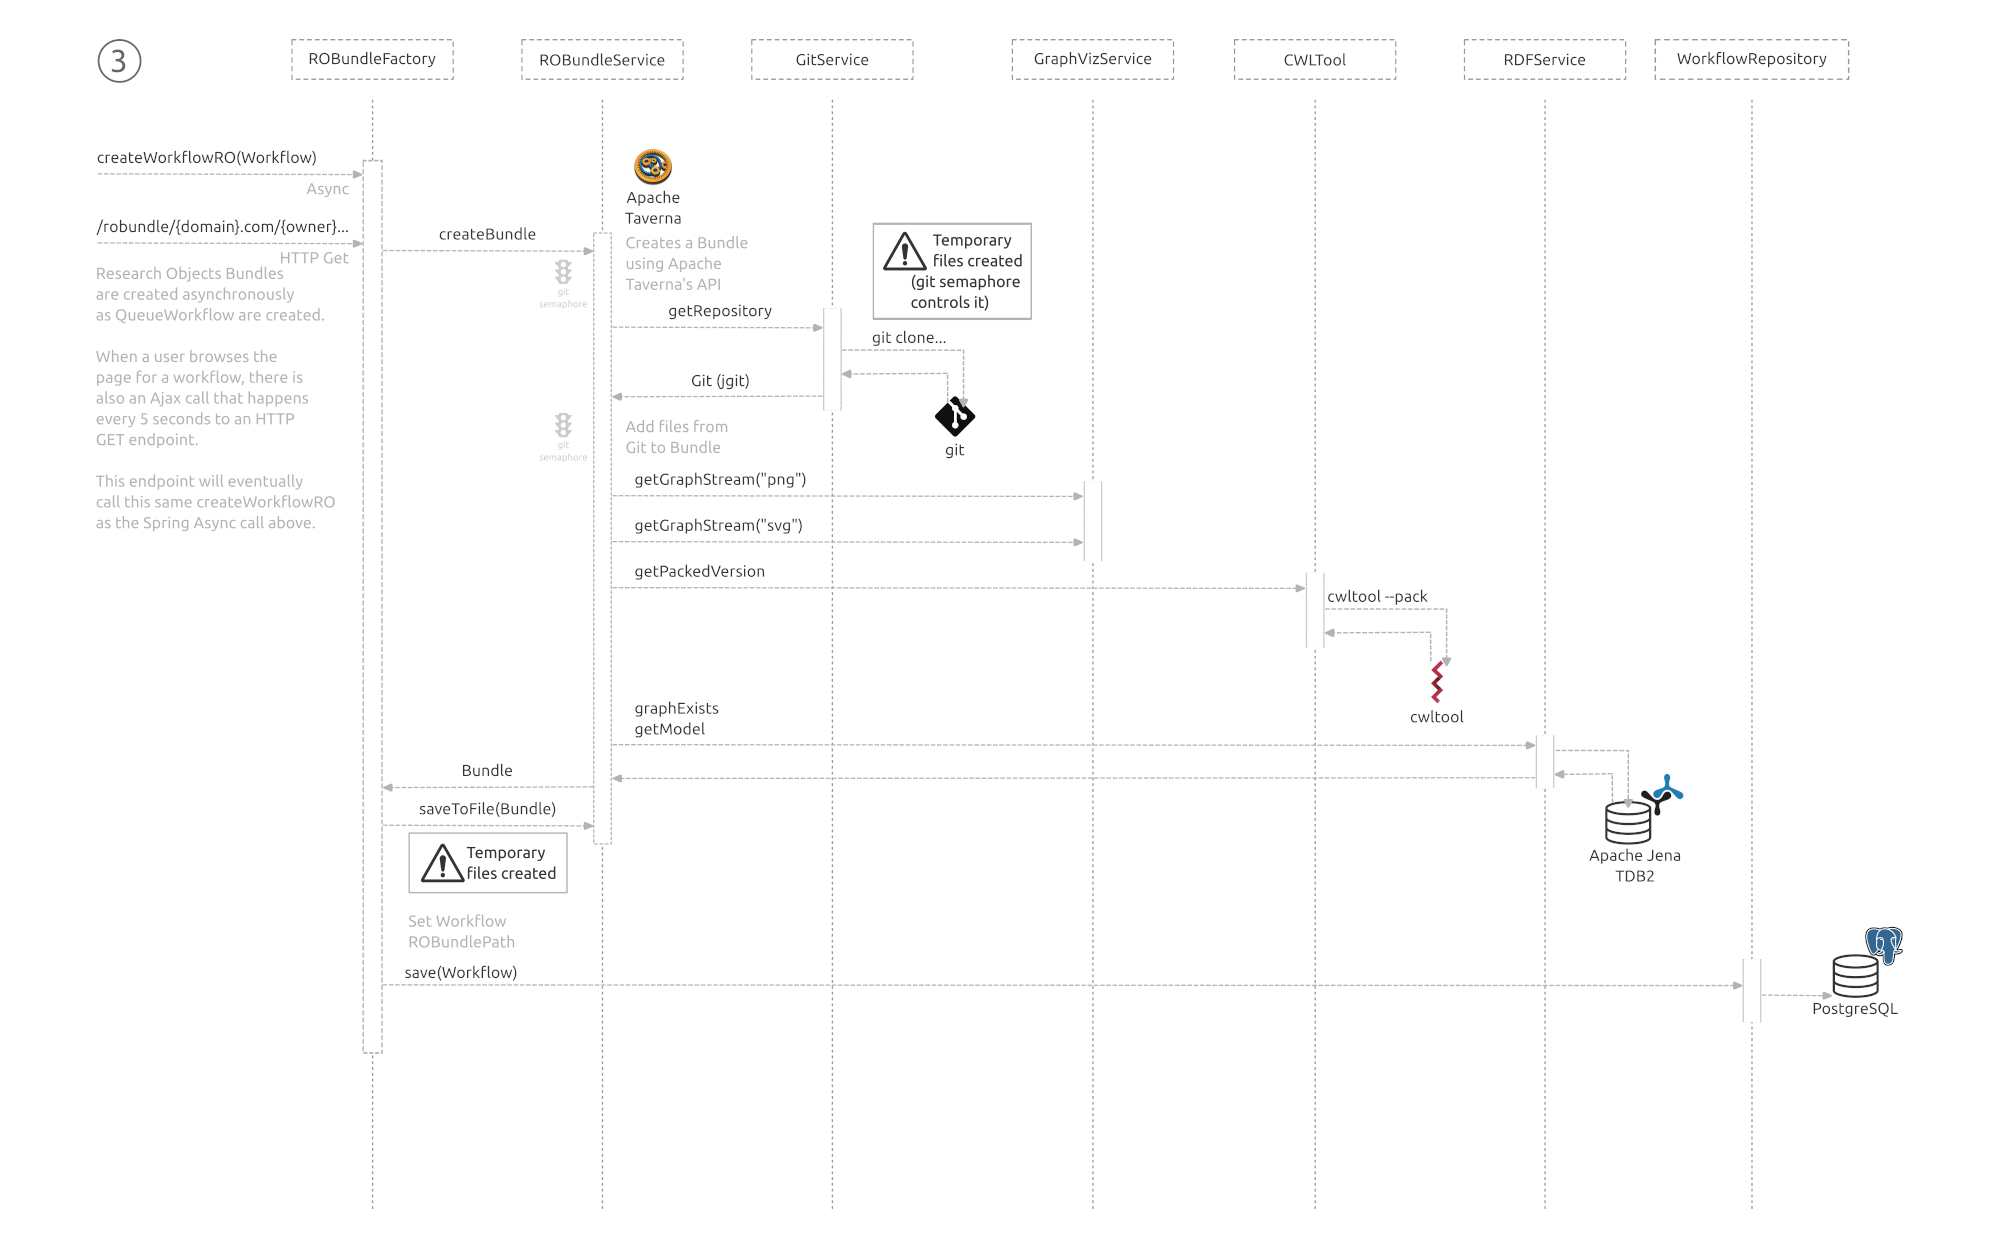 3
ROBundleFactory
ROBundleService
GitService
GraphVizService
CWLTool
RDFService
WorkflowRepository
createWorkflowRO(Workflow)
Async
/robundle/{domain}.com/{owner}...
HTTP Get
Research Objects Bundles
are created asynchronously
as QueueWorkflow are created.
When a user browses the
page for a workflow, there is
also an Ajax call that happens
every 5 seconds to an HTTP
GET endpoint.
This endpoint will eventually
call this same createWorkflowRO
as the Spring Async call above.
createBundle
git
semaphore
Apache
Taverna
Creates a Bundle
using Apache
Taverna's API
getRepository
Temporary
files created
(git semaphore
controls it)
git clone...
Git (jgit)
git
git
semaphore
Add files from
Git to Bundle
getGraphStream("png")
getGraphStream("svg")
getPackedVersion
cwltool --pack
cwltool
graphExists
getModel
Apache Jena
TDB2
Bundle
saveToFile(Bundle)
Temporary
files created
Set Workflow
ROBundlePath
save(Workflow)
PostgreSQL